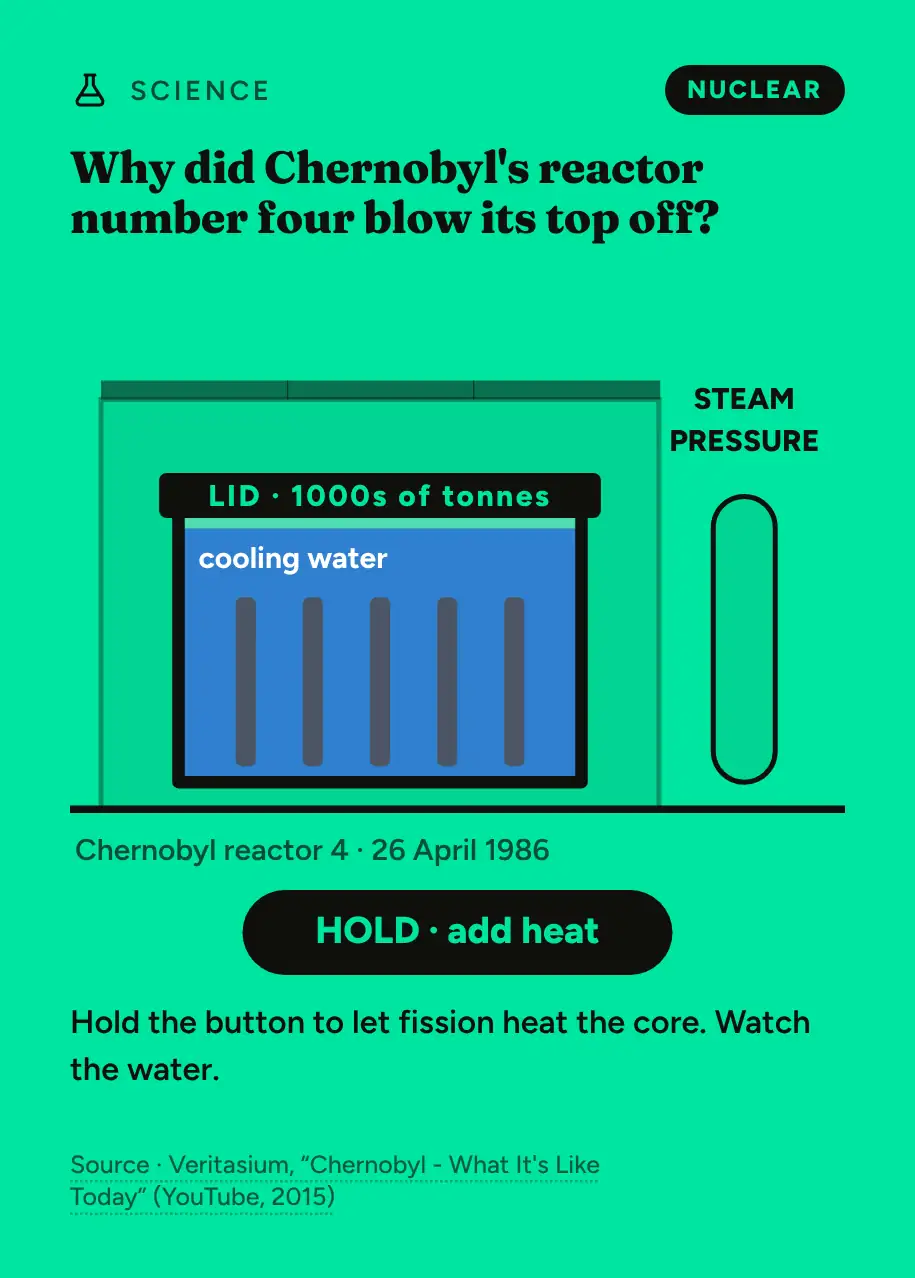 SCIENCE
NUCLEAR
Why did Chernobyl's reactor
number four blow its top off?
STEAM
PRESSURE
LID · 1000s of tonnes
cooling water
Chernobyl reactor 4 · 26 April 1986
HOLD · add heat
Hold the button to let fission heat the core. Watch
the water.
Source · Veritasium, “Chernobyl - What It's Like
Today” (YouTube, 2015)